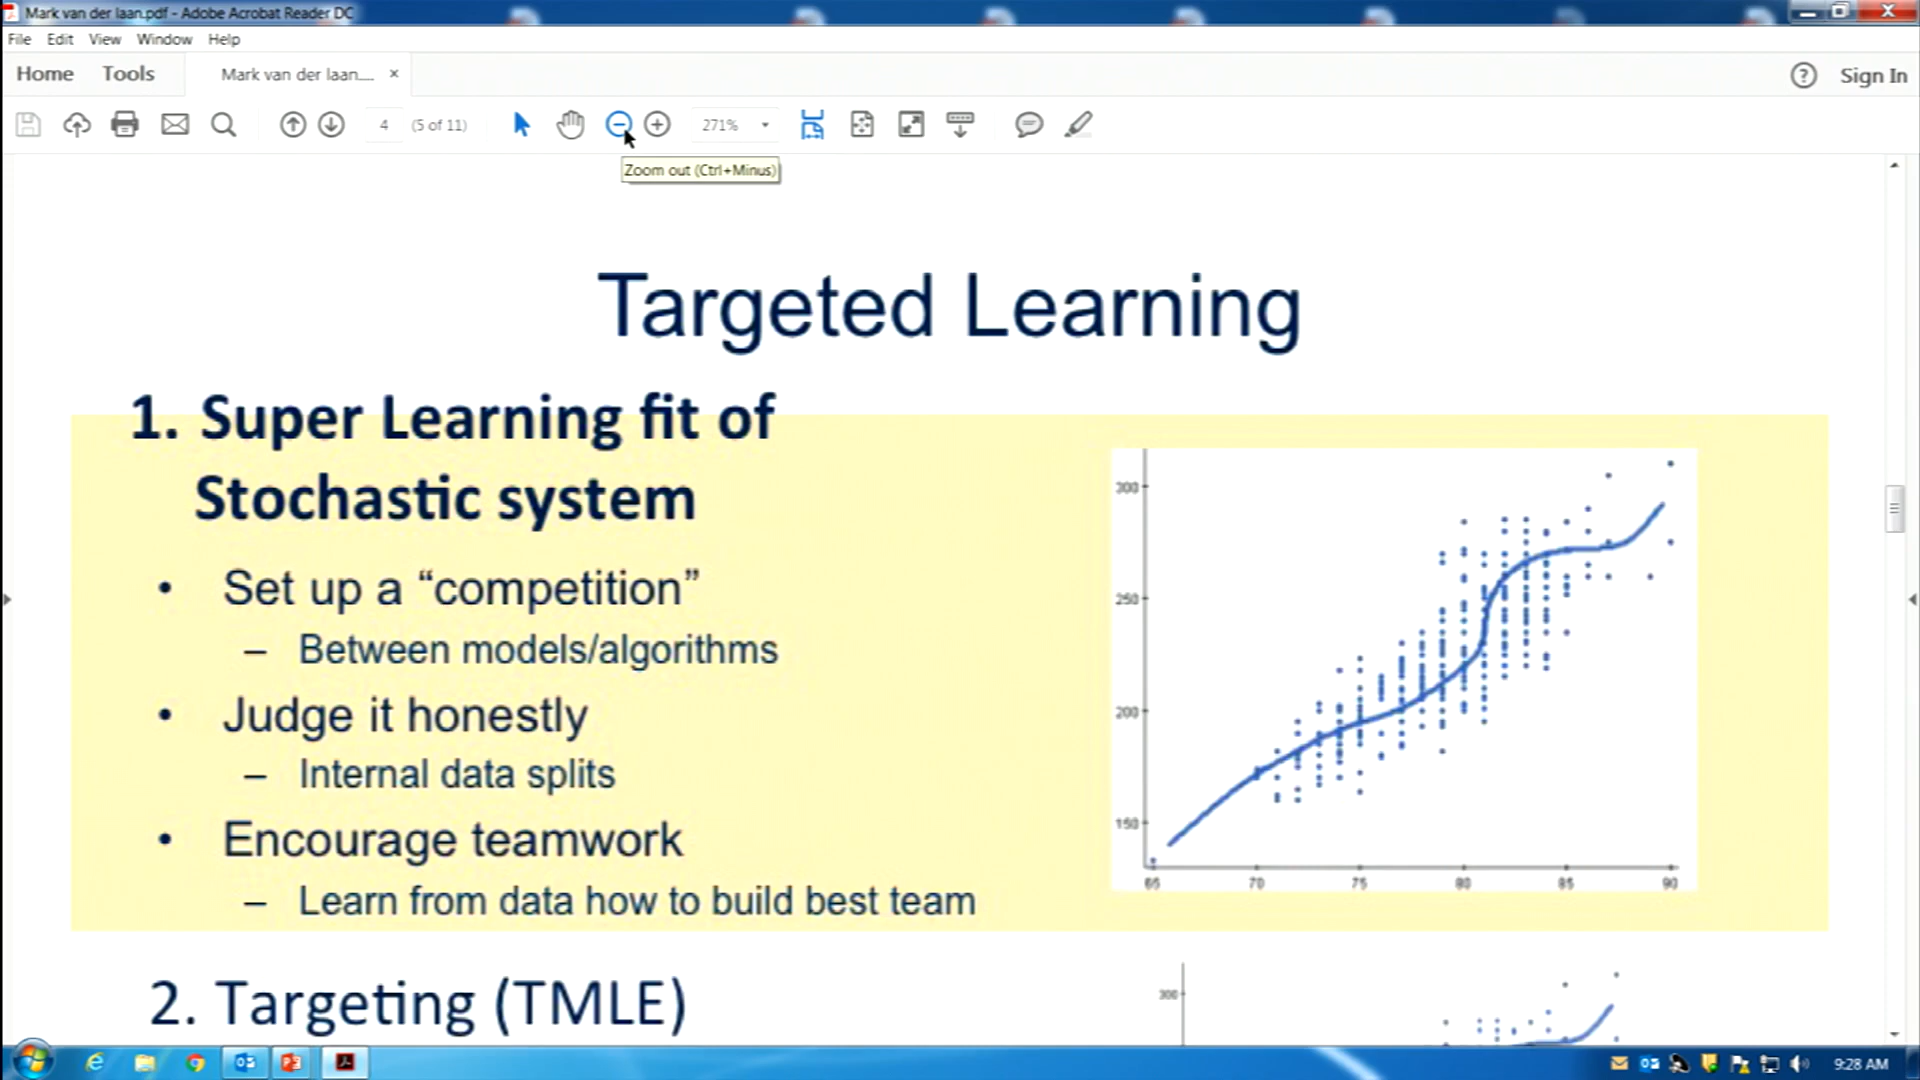 Mark van der laan.pdf - Adobe Acrobat Reader DC
File Edit View Window Help
Home Tools Mark van der laan.... × ? Sign In
4 (5 of 11) 271%
Zoom out (Ctrl+Minus)
Targeted Learning
1. Super Learning fit of
Stochastic system
• Set up a “competition”
– Between models/algorithms
• Judge it honestly
– Internal data splits
• Encourage teamwork
– Learn from data how to build best team
300
250
200
150
65 70 75 80 85 90
2. Targeting (TMLE)
300
9:28 AM